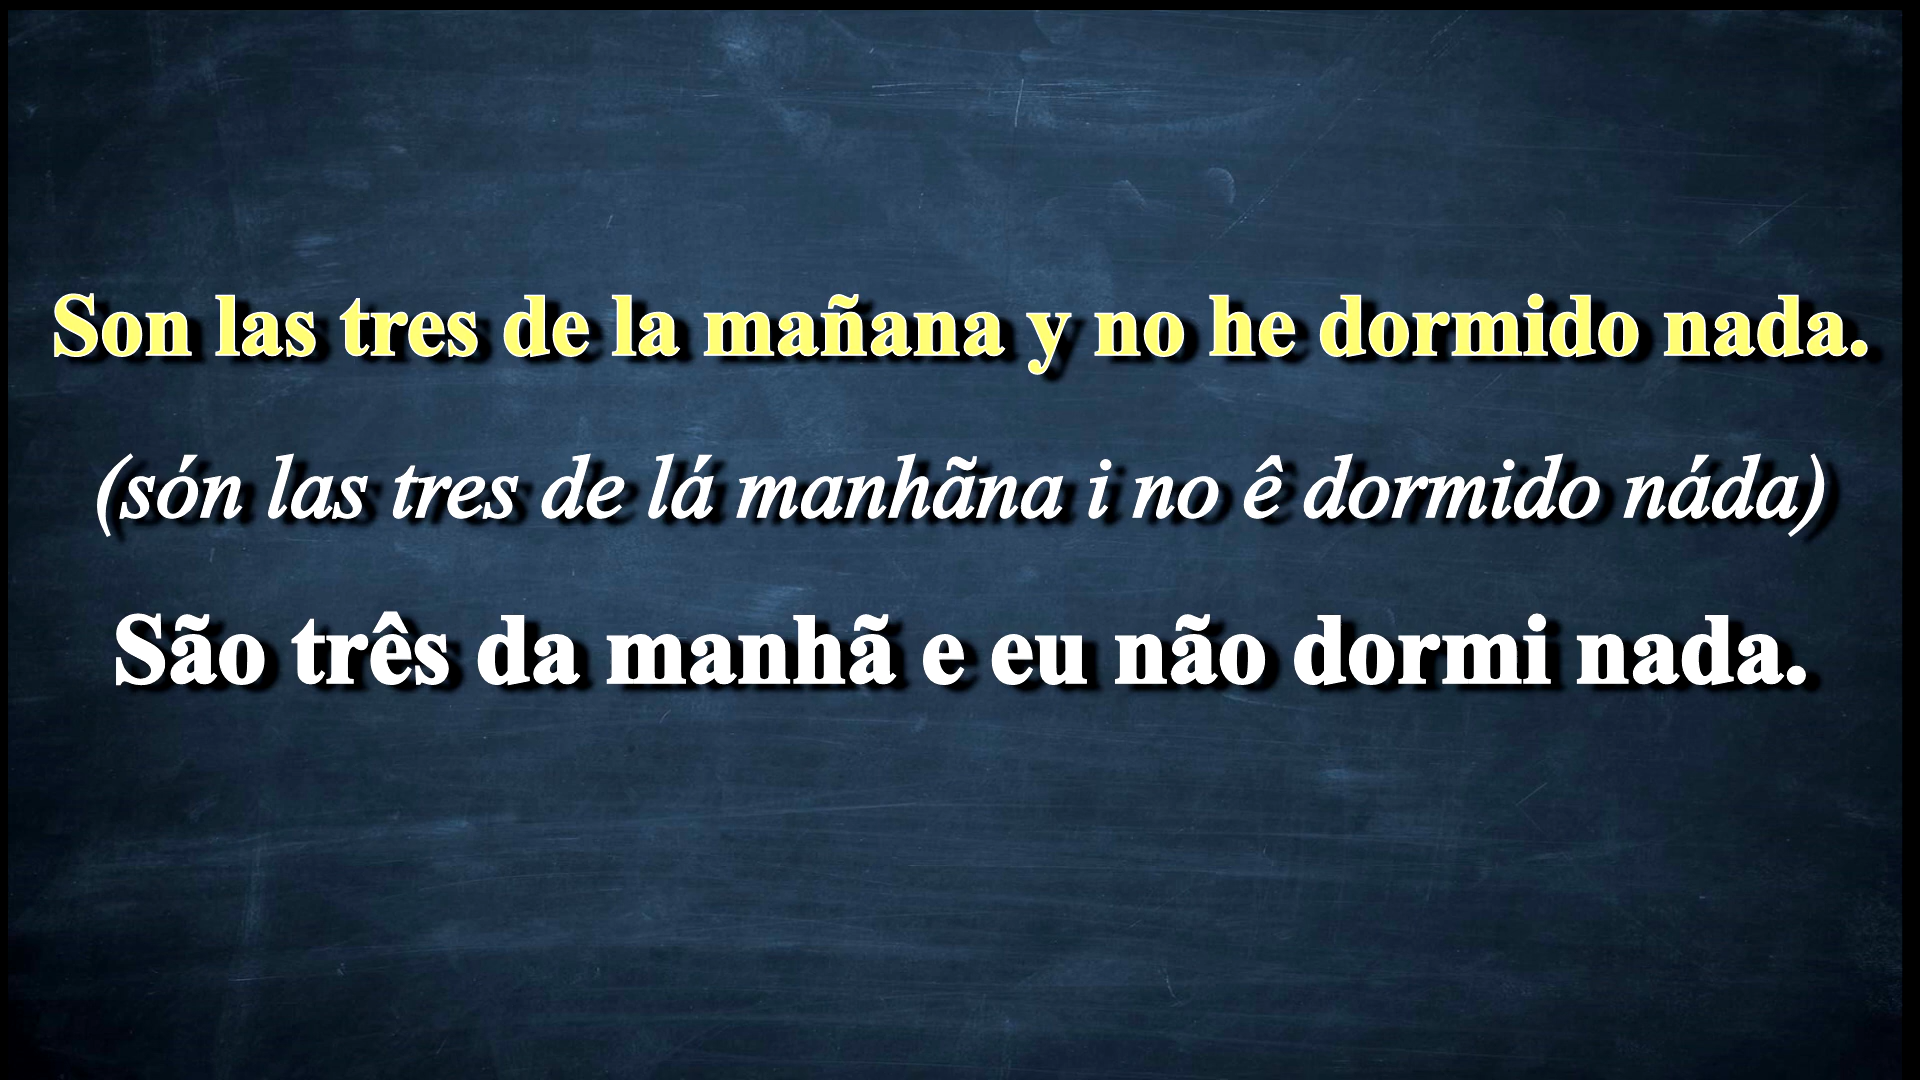 Son las tres de la mañana y no he dormido nada.
(són las tres de lá manhãna i no ê dormido náda)
São três da manhã e eu não dormi nada.